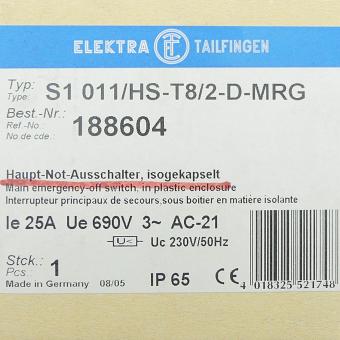 ELEKTRA TAILFINGEN
Typ: S1 011/HS-T8/2-D-MRG
Type:
Best.-Nr.: 188604
Ref.-No.:
No de cde:
Haupt-Not-Ausschalter, isogekapselt
Main emergency-off switch, in plastic enclosure
Interrupteur principaux de secours, sous boitier en matière isolante
Ie 25A Ue 690V 3~ AC-21
U< Uc 230V/50Hz
Stck.: 1
Pcs.:
Made in Germany 08/05 IP 65 CE
4 018325 521748